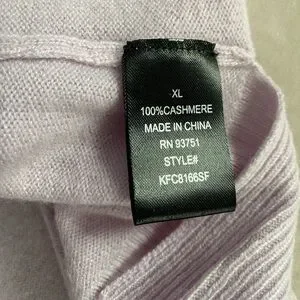 XL
100%CASHMERE
MADE IN CHINA
RN 93751
STYLE#
KFC8166SF